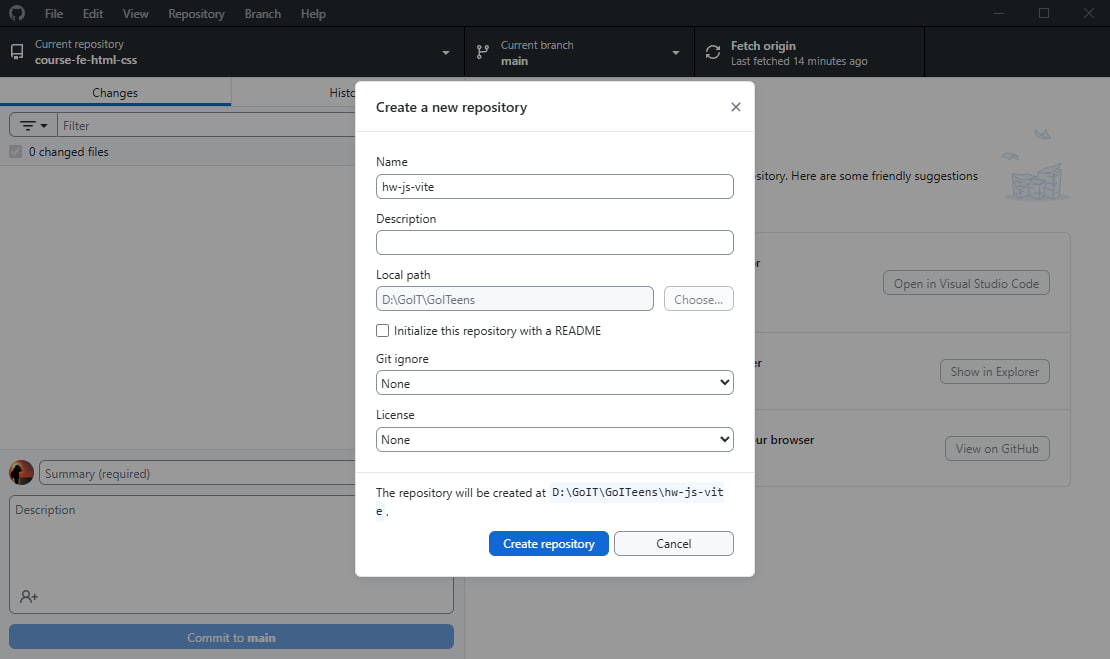 File Edit View Repository Branch Help
Current repository
course-fe-html-css
Current branch
main
Fetch origin
Last fetched 14 minutes ago
Changes
Histo
Filter
0 changed files
Create a new repository
Name
hw-js-vite
Description
Local path
D:\GoIT\GoITeens
Choose...
Initialize this repository with a README
Git ignore
None
License
None
The repository will be created at D:\GoIT\GoITeens\hw-js-vit
e.
Create repository
Cancel
sitory. Here are some friendly suggestions
or
Open in Visual Studio Code
er
Show in Explorer
ur browser
View on GitHub
Summary (required)
Description
Commit to main